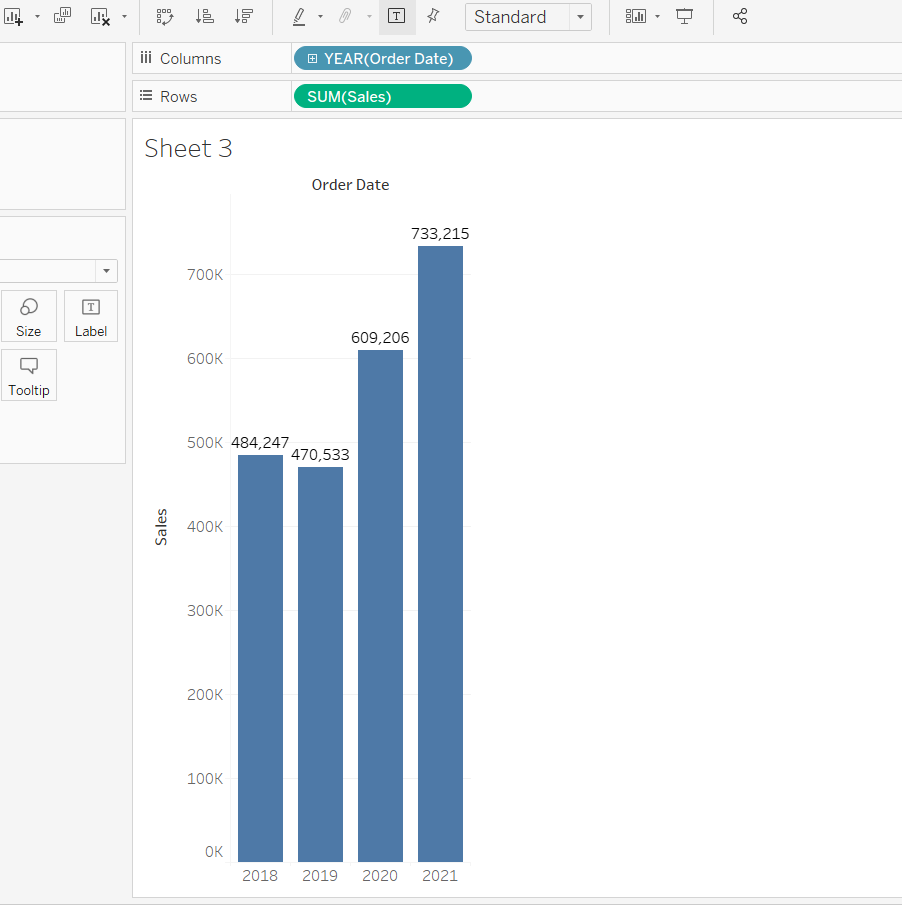 Standard
Columns
YEAR(Order Date)
Rows
SUM(Sales)
Sheet 3
Order Date
733,215
700K
609,206
600K
500K
484,247
470,533
400K
Sales
300K
200K
100K
0K
2018 2019 2020 2021
Size
Label
Tooltip